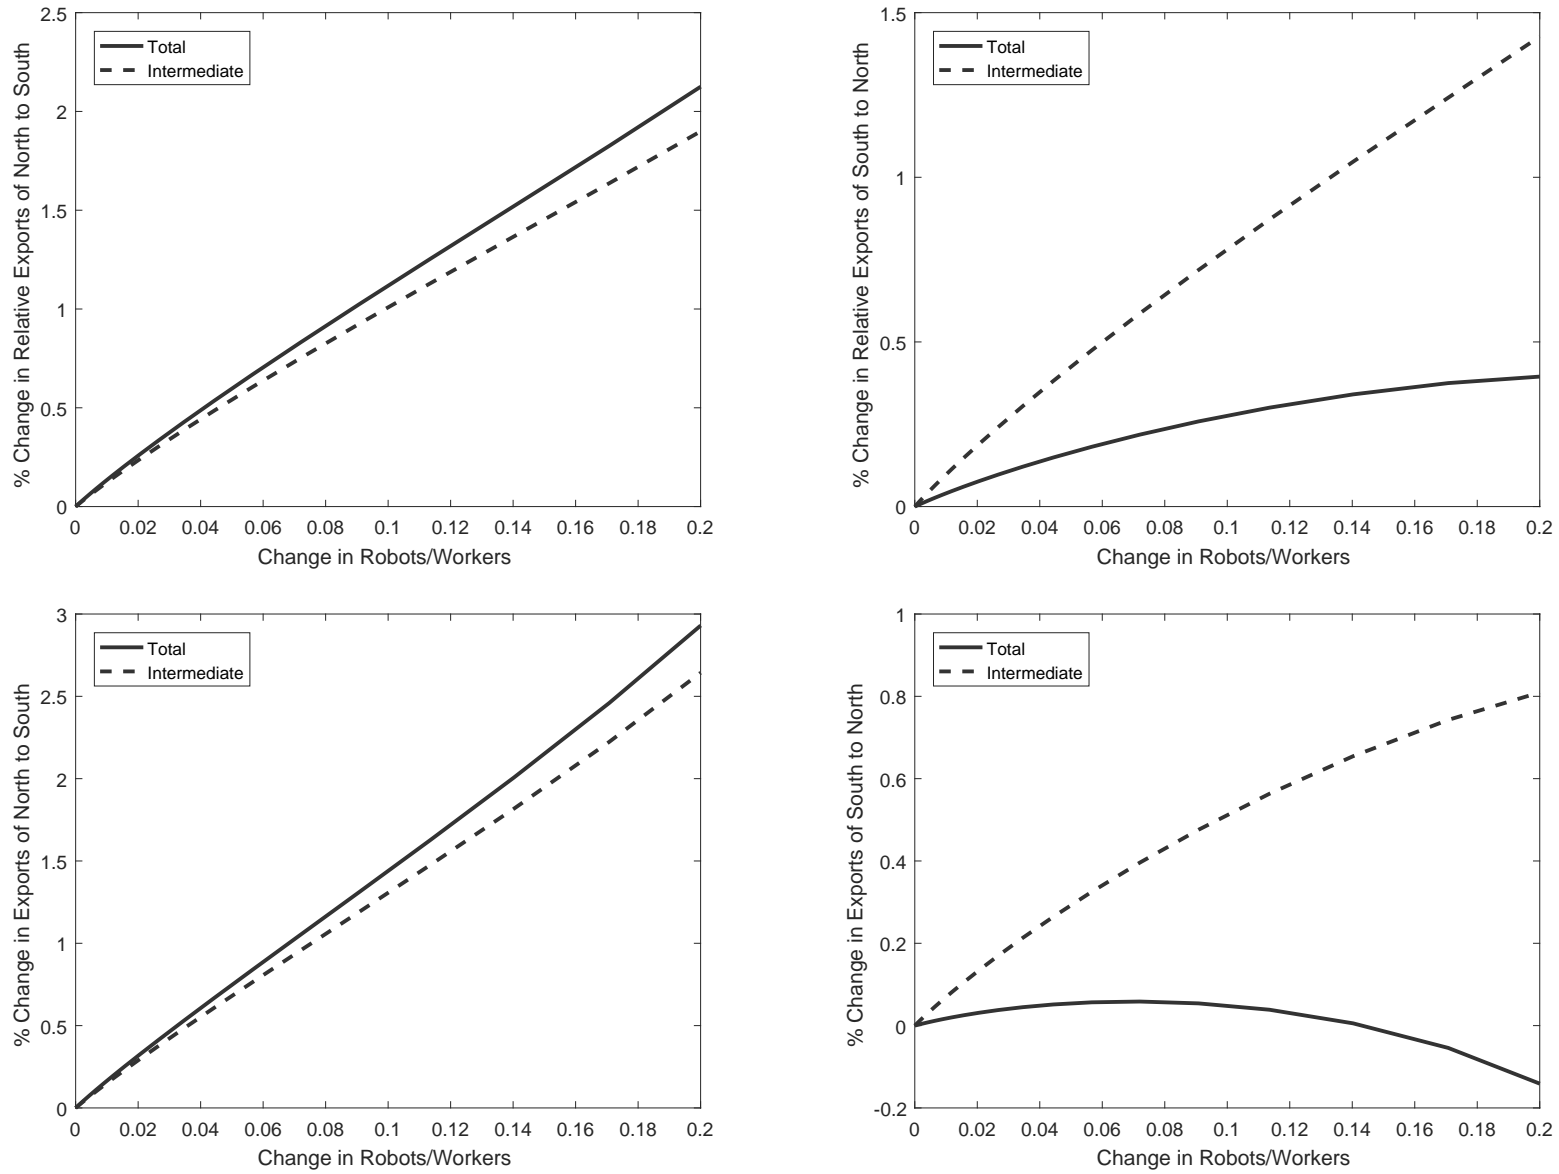 % Change in Relative Exports of North to South
2.5
2
1.5
1
0.5
0
Total
Intermediate
0 0.02 0.04 0.06 0.08 0.1 0.12 0.14 0.16 0.18 0.2
Change in Robots/Workers
% Change in Relative Exports of South to North
1.5
1
0.5
0
Total
Intermediate
0 0.02 0.04 0.06 0.08 0.1 0.12 0.14 0.16 0.18 0.2
Change in Robots/Workers
% Change in Exports of North to South
3
2.5
2
1.5
1
0.5
0
Total
Intermediate
0 0.02 0.04 0.06 0.08 0.1 0.12 0.14 0.16 0.18 0.2
Change in Robots/Workers
% Change in Exports of South to North
1
0.8
0.6
0.4
0.2
0
-0.2
Total
Intermediate
0 0.02 0.04 0.06 0.08 0.1 0.12 0.14 0.16 0.18 0.2
Change in Robots/Workers